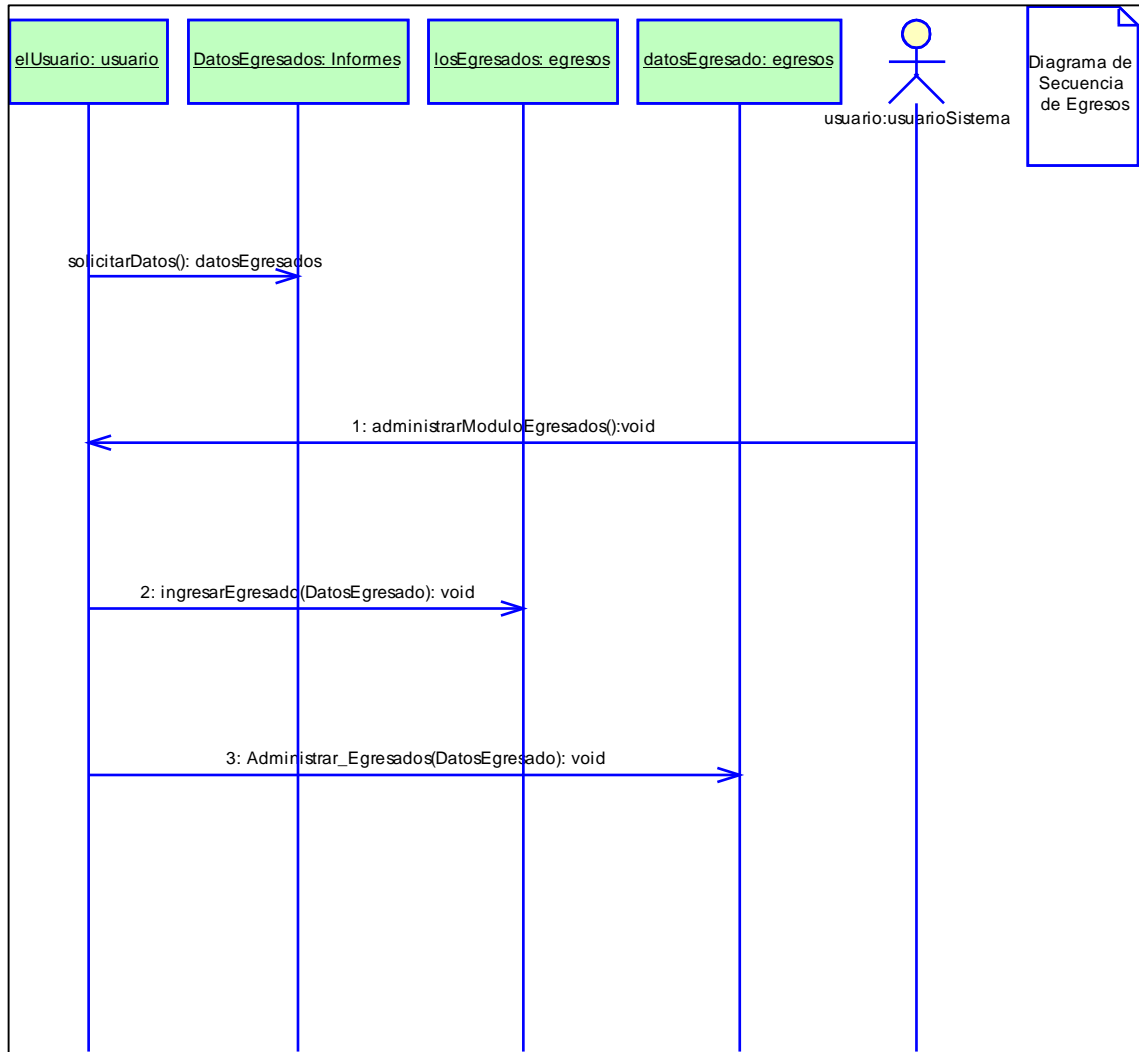 elUsuario: usuario
DatosEgresados: Informes
losEgresados: egresos
datosEgresado: egresos
usuario:usuarioSistema
Diagrama de
Secuencia
de Egresos
solicitarDatos(): datosEgresados
1: administrarModuloEgresados():void
2: ingresarEgresado(DatosEgresado): void
3: Administrar_Egresados(DatosEgresado): void